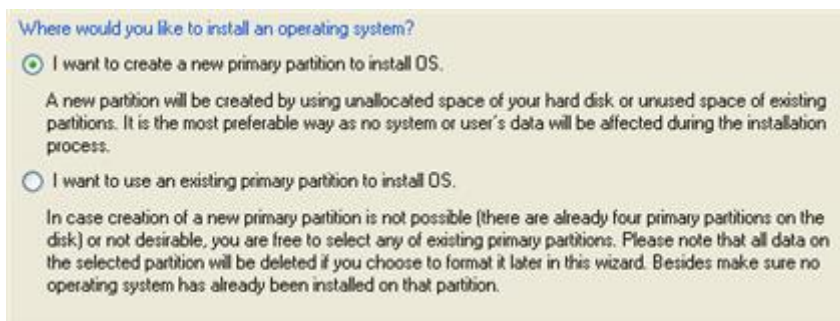 Where would you like to install an operating system?
I want to create a new primary partition to install OS.
A new partition will be created by using unallocated space of your hard disk or unused space of existing
partitions. It is the most preferable way as no system or user's data will be affected during the installation
process.
I want to use an existing primary partition to install OS.
In case creation of a new primary partition is not possible (there are already four primary partitions on the
disk) or not desirable, you are free to select any of existing primary partitions. Please note that all data on
the selected partition will be deleted if you choose to format it later in this wizard. Besides make sure no
operating system has already been installed on that partition.